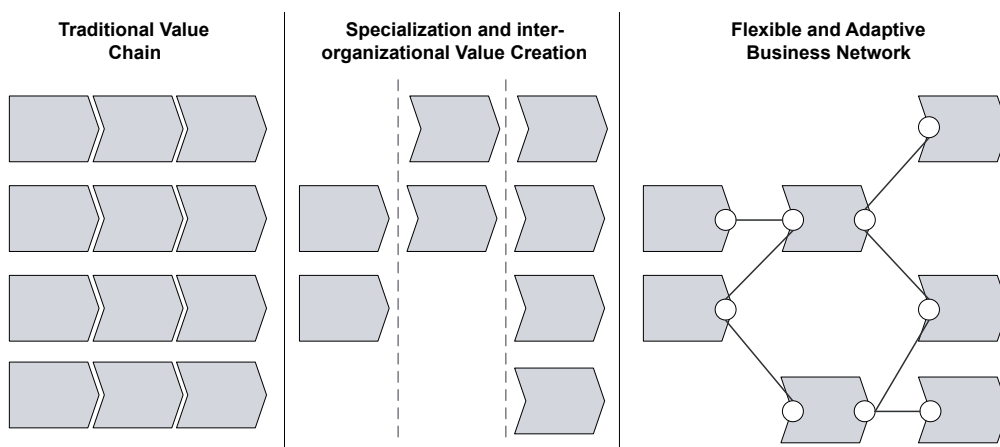 Traditional Value
Chain
Specialization and inter-
organizational Value Creation
Flexible and Adaptive
Business Network